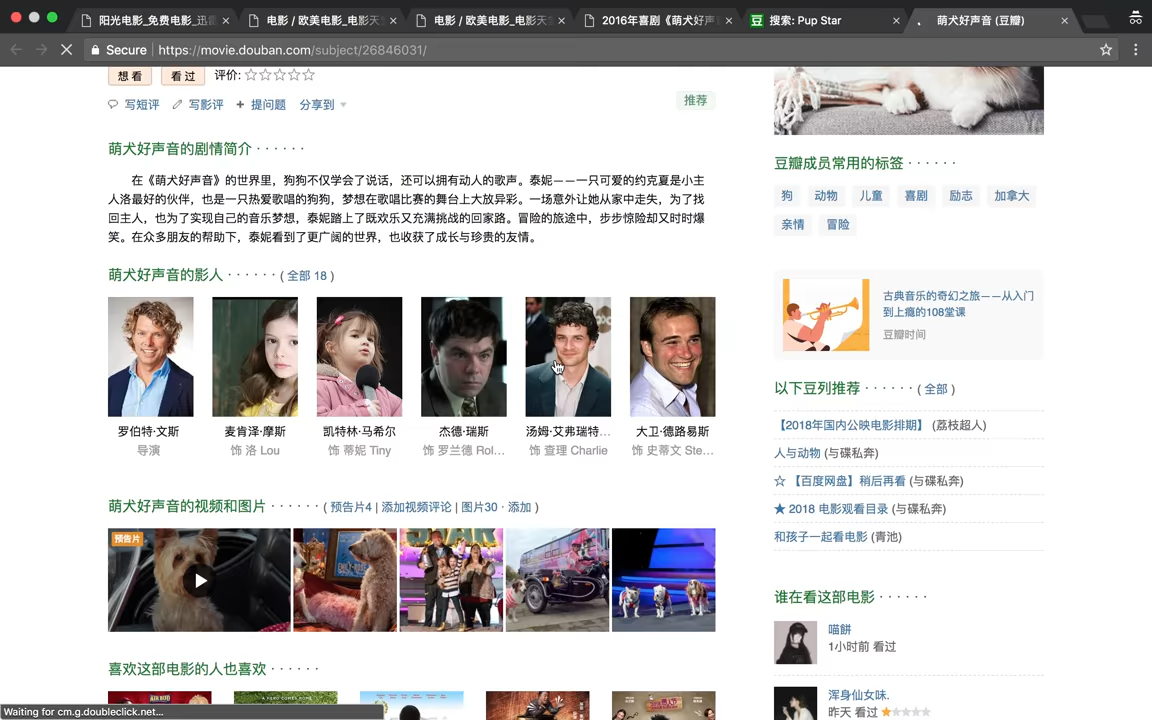 阳光电影_免费电影_迅雷
电影 / 欧美电影_电影天堂
电影 / 欧美电影_电影天堂
2016年喜剧《萌犬好声
搜索: Pup Star
萌犬好声音 (豆瓣)
Secure https://movie.douban.com/subject/26846031/
想看 看过 评价:
写短评 写影评 + 提问题 分享到
推荐
萌犬好声音的剧情简介 · · · · · ·
在《萌犬好声音》的世界里，狗狗不仅学会了说话，还可以拥有动人的歌声。泰妮——一只可爱的约克夏是小主
人洛最好的伙伴，也是一只热爱歌唱的狗狗，梦想在歌唱比赛的舞台上大放异彩。一场意外让她从家中走失，为了找
回主人，也为了实现自己的音乐梦想，泰妮踏上了既欢乐又充满挑战的回家路。冒险的旅途中，步步惊险却又时时爆
笑。在众多朋友的帮助下，泰妮看到了更广阔的世界，也收获了成长与珍贵的友情。
萌犬好声音的影人 · · · · · · ( 全部 18 )
罗伯特·文斯 麦肯泽·摩斯 凯特林·马希尔 杰德·瑞斯 汤姆·艾弗瑞特… 大卫·德路易斯
导演 饰 洛 Lou 饰 蒂妮 Tiny 饰 罗兰德 Rol… 饰 查理 Charlie 饰 史蒂文 Ste…
萌犬好声音的视频和图片 · · · · · · ( 预告片4 | 添加视频评论 | 图片30 · 添加 )
预告片
喜欢这部电影的人也喜欢 · · · · · ·
豆瓣成员常用的标签 · · · · · ·
狗 动物 儿童 喜剧 励志 加拿大
亲情 冒险
古典音乐的奇幻之旅——从入门
到上瘾的108堂课
豆瓣时间
以下豆列推荐 · · · · · · ( 全部 )
【2018年国内公映电影排期】 (荔枝超人)
人与动物 (与碟私奔)
☆ 【百度网盘】稍后再看 (与碟私奔)
★ 2018 电影观看目录 (与碟私奔)
和孩子一起看电影 (青池)
谁在看这部电影 · · · · · ·
喵餅
1小时前 看过
浑身仙女味.
昨天 看过 ★☆☆☆☆
Waiting for cm.g.doubleclick.net...